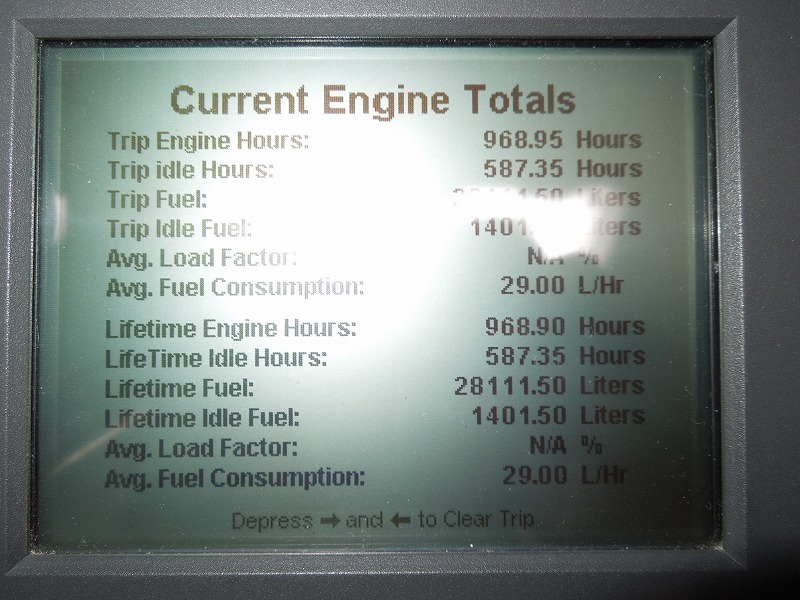 Current Engine Totals
Trip Engine Hours: 968.95 Hours
Trip idle Hours: 587.35 Hours
Trip Fuel: Liters
Trip Idle Fuel: Liters
Avg. Load Factor: N/A %
Avg. Fuel Consumption: 29.00 L/Hr
Lifetime Engine Hours: 968.90 Hours
LifeTime Idle Hours: 587.35 Hours
Lifetime Fuel: 28111.50 Liters
Lifetime Idle Fuel: 1401.50 Liters
Avg. Load Factor: N/A %
Avg. Fuel Consumption: 29.00 L/Hr
Depress → and ← to Clear Trip